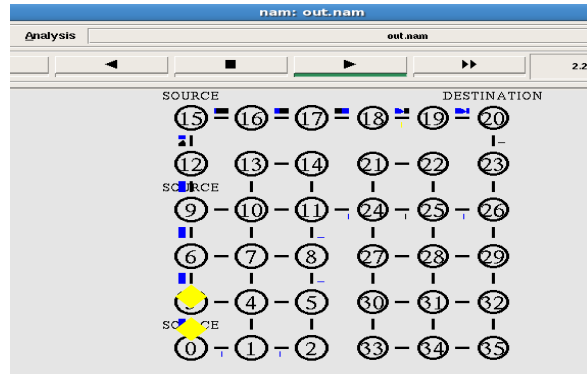 nam: out.nam
Analysis out.nam
2.2
SOURCE DESTINATION
15 16 17 18 19 20
12 13 14 21 22 23
SOURCE
9 10 11 24 25 26
6 7 8 27 28 29
4 5 30 31 32
0 1 2 33 34 35